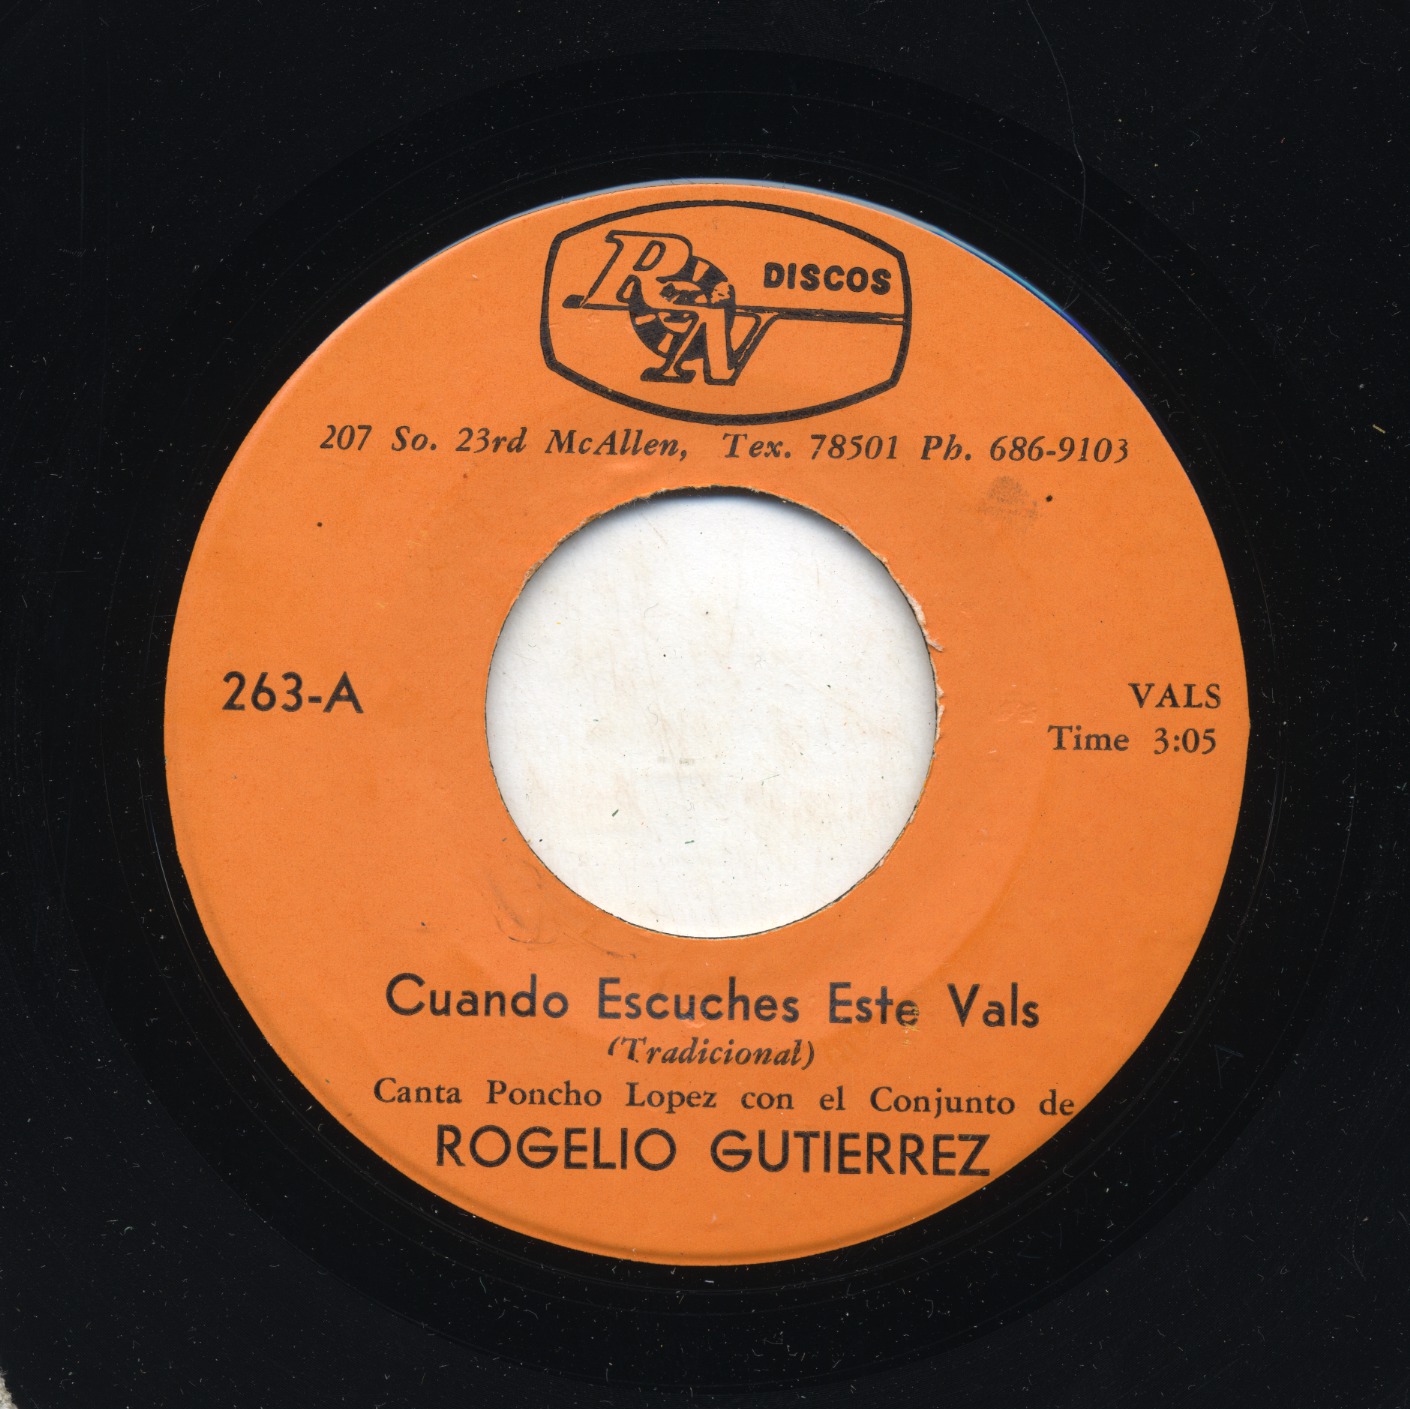 RyN DISCOS
207 So. 23rd McAllen, Tex. 78501 Ph. 686-9103
263-A
VALS
Time 3:05
Cuando Escuches Este Vals
(Tradicional)
Canta Poncho Lopez con el Conjunto de
ROGELIO GUTIERREZ